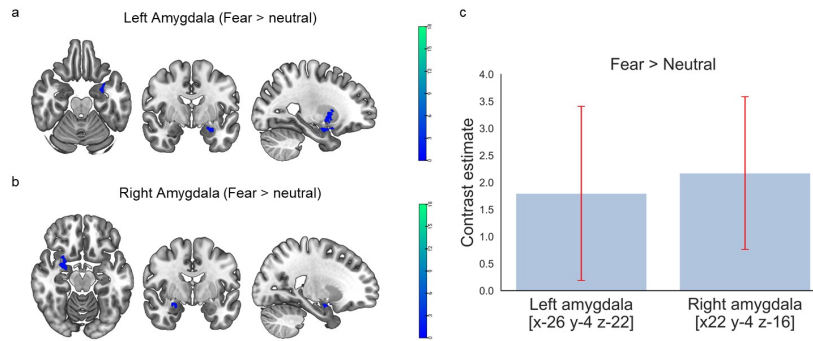 a
Left Amygdala (Fear > neutral)
b
Right Amygdala (Fear > neutral)
c
Fear > Neutral
Contrast estimate
4.0
3.5
3.0
2.5
2.0
1.5
1.0
0.5
0.0
Left amygdala
[x-26 y-4 z-22]
Right amygdala
[x22 y-4 z-16]